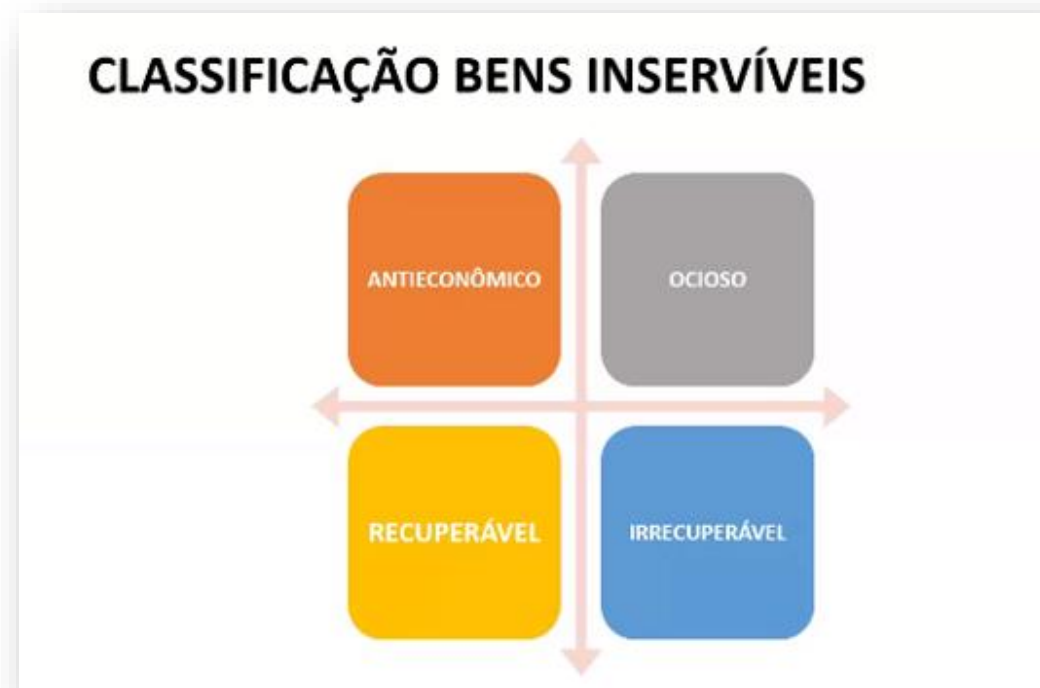 CLASSIFICAÇÃO BENS INSERVÍVEIS
ANTIECONÔMICO
OCIOSO
RECUPERÁVEL
IRRECUPERÁVEL